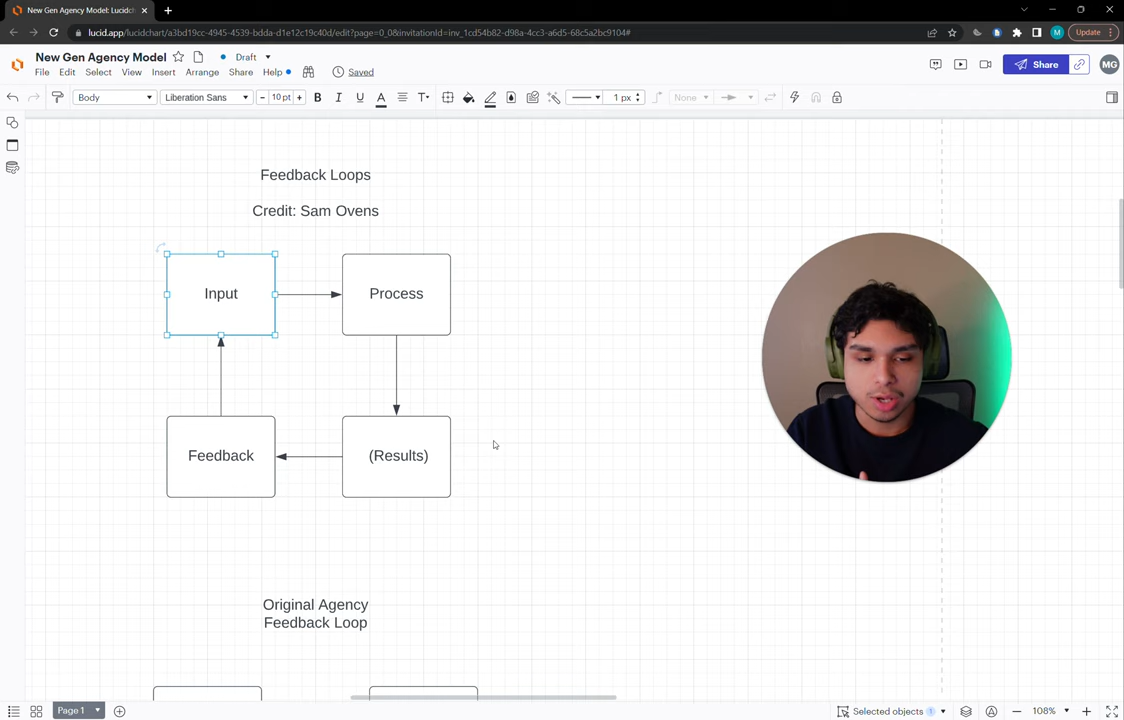 New Gen Agency Model: Lucidch
lucid.app/lucidchart/a3bd19cc-4945-4539-bdda-d1e12c19c40d/edit?page=0_0&invitationId=inv_1cd54b82-d98a-4cc3-a6d5-68c5a2bc9104#
M
Update
New Gen Agency Model
Draft
File Edit Select View Insert Arrange Share Help
Saved
Share
MG
Body
Liberation Sans
10 pt
B I U A T
1 px
None
Feedback Loops
Credit: Sam Ovens
Input
Process
Feedback
(Results)
Original Agency
Feedback Loop
Page 1
Selected objects 1
108%